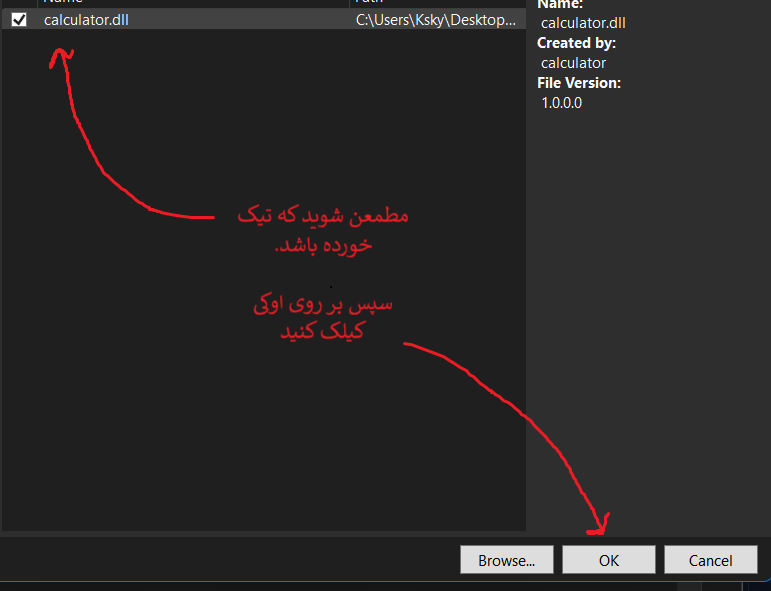 Name
Path
calculator.dll
C:\Users\Ksky\Desktop...
Name:
calculator.dll
Created by:
calculator
File Version:
1.0.0.0
مطمعن شوید که تیک
خورده باشد.
سپس بر روی اوکی
کیلک کنید
Browse...
OK
Cancel